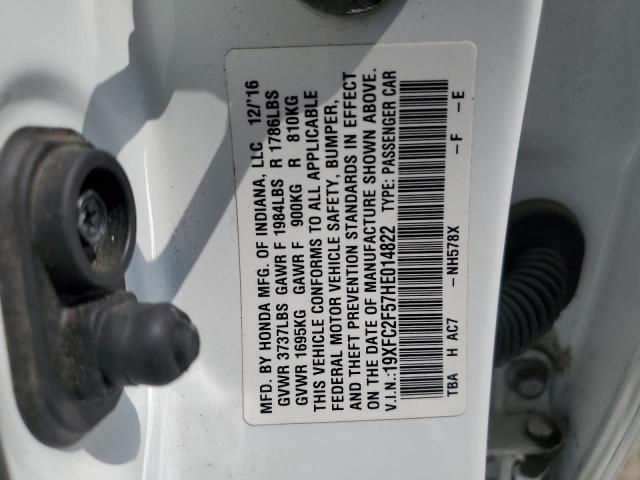 MFD. BY HONDA MFG. OF INDIANA, LLC 12/'16
GVWR 3737LBS GAWR F 1984LBS R 1786LBS
GVWR 1695KG GAWR F 900KG R 810KG
THIS VEHICLE CONFORMS TO ALL APPLICABLE
FEDERAL MOTOR VEHICLE SAFETY, BUMPER,
AND THEFT PREVENTION STANDARDS IN EFFECT
ON THE DATE OF MANUFACTURE SHOWN ABOVE.
V.I.N.:19XFC2F57HE014822 TYPE: PASSENGER CAR
TBA H AC7 - NH578X - F - E